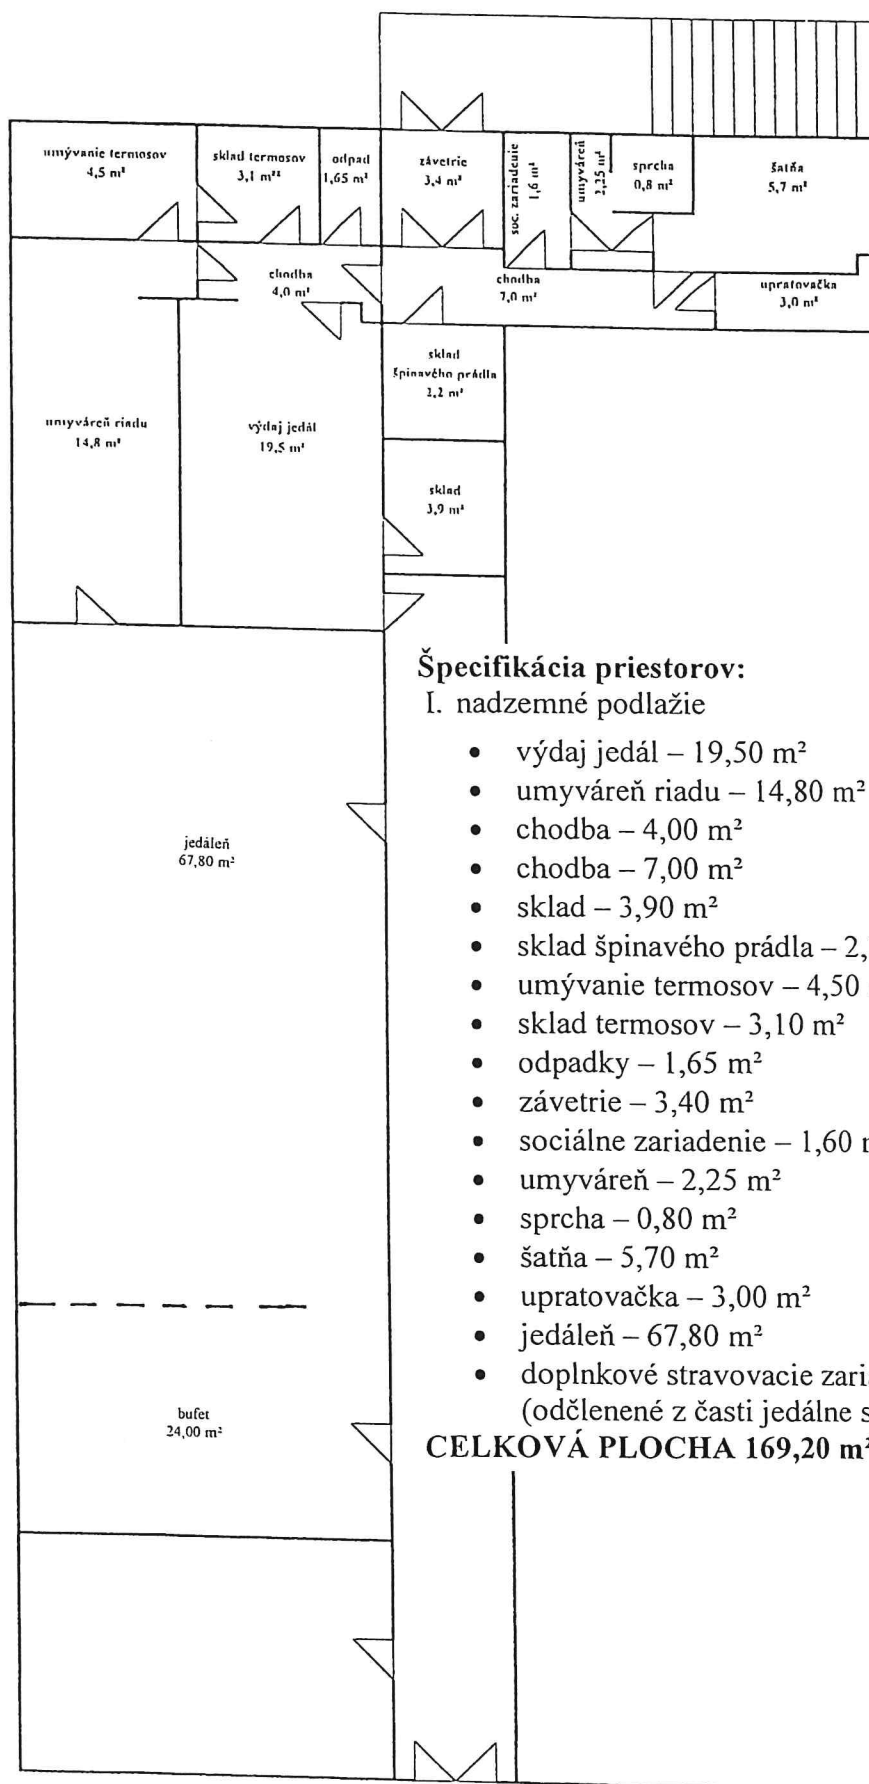 umývanie termosov
4,5 m²
sklad termosov
3,1 m²²
odpad
1,65 m²
závetrie
3,4 m²
soc. zariadenie
1,6 m²
umyváreň
2,25 m²
sprcha
0,8 m²
šatňa
5,7 m²
chodba
4,0 m²
chodba
7,0 m²
upratovačka
3,0 m²
sklad
špinavého prádla
2,2 m²
umyváreň riadu
14,8 m²
výdaj jedál
19,5 m²
sklad
3,9 m²
Špecifikácia priestorov:
I. nadzemné podlažie
• výdaj jedál – 19,50 m²
• umyváreň riadu – 14,80 m²
• chodba – 4,00 m²
• chodba – 7,00 m²
• sklad – 3,90 m²
• sklad špinavého prádla – 2,
• umývanie termosov – 4,50
• sklad termosov – 3,10 m²
• odpadky – 1,65 m²
• závetrie – 3,40 m²
• sociálne zariadenie – 1,60
• umyváreň – 2,25 m²
• sprcha – 0,80 m²
• šatňa – 5,70 m²
• upratovačka – 3,00 m²
• jedáleň – 67,80 m²
• doplnkové stravovacie
(odčlenené z časti jedálne
CELKOVÁ PLOCHA 169,20 m²
jedáleň
67,80 m²
bufet
24,00 m²